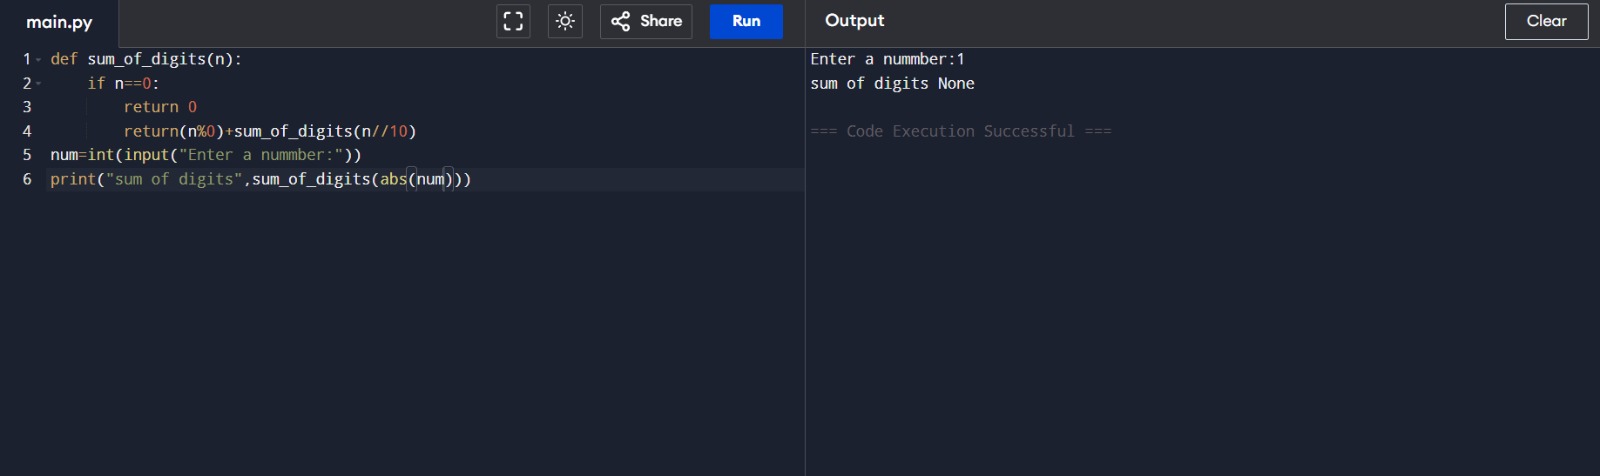 main.py
Share
Run
Output
Clear
1 def sum_of_digits(n):
2     if n==0:
3         return 0
4         return(n%0)+sum_of_digits(n//10)
5 num=int(input("Enter a nummber:"))
6 print("sum of digits",sum_of_digits(abs(num)))
Enter a nummber:1
sum of digits None
=== Code Execution Successful ===